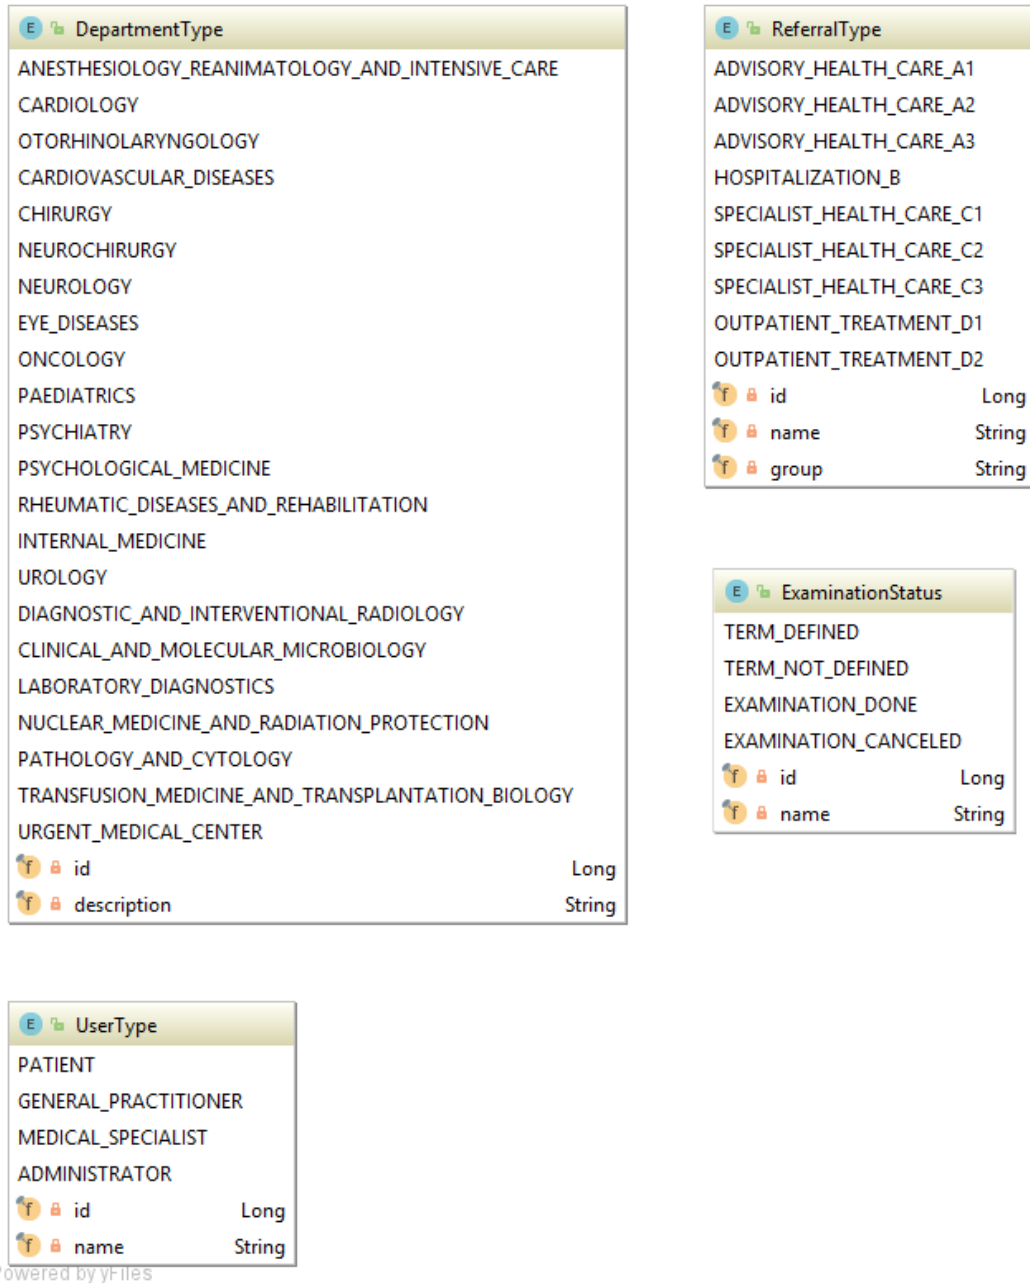 E DepartmentType
ANESTHESIOLOGY_REANIMATOLOGY_AND_INTENSIVE_CARE
CARDIOLOGY
OTORHINOLARYNGOLOGY
CARDIOVASCULAR_DISEASES
CHIRURGY
NEUROCHIRURGY
NEUROLOGY
EYE_DISEASES
ONCOLOGY
PAEDIATRICS
PSYCHIATRY
PSYCHOLOGICAL_MEDICINE
RHEUMATIC_DISEASES_AND_REHABILITATION
INTERNAL_MEDICINE
UROLOGY
DIAGNOSTIC_AND_INTERVENTIONAL_RADIOLOGY
CLINICAL_AND_MOLECULAR_MICROBIOLOGY
LABORATORY_DIAGNOSTICS
NUCLEAR_MEDICINE_AND_RADIATION_PROTECTION
PATHOLOGY_AND_CYTOLOGY
TRANSFUSION_MEDICINE_AND_TRANSPLANTATION_BIOLOGY
URGENT_MEDICAL_CENTER
f id Long
f description String
E ReferralType
ADVISORY_HEALTH_CARE_A1
ADVISORY_HEALTH_CARE_A2
ADVISORY_HEALTH_CARE_A3
HOSPITALIZATION_B
SPECIALIST_HEALTH_CARE_C1
SPECIALIST_HEALTH_CARE_C2
SPECIALIST_HEALTH_CARE_C3
OUTPATIENT_TREATMENT_D1
OUTPATIENT_TREATMENT_D2
f id Long
f name String
f group String
E ExaminationStatus
TERM_DEFINED
TERM_NOT_DEFINED
EXAMINATION_DONE
EXAMINATION_CANCELED
f id Long
f name String
E UserType
PATIENT
GENERAL_PRACTITIONER
MEDICAL_SPECIALIST
ADMINISTRATOR
f id Long
f name String
Powered by yFiles